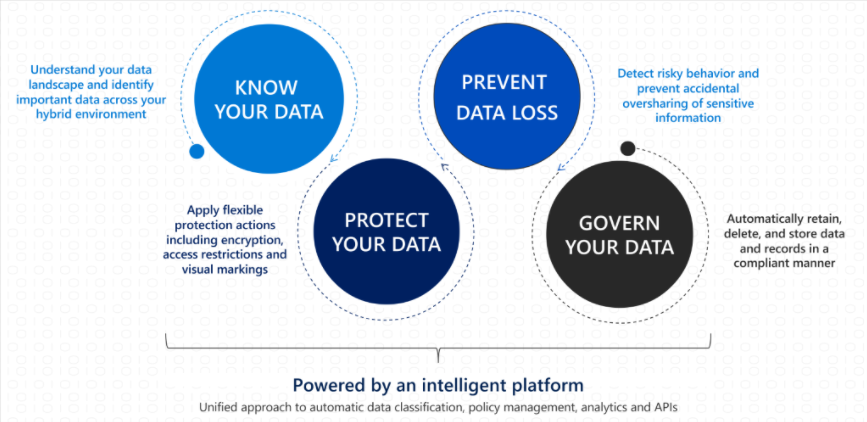 Understand your data
landscape and identify
important data across your
hybrid environment
KNOW
YOUR DATA
PREVENT
DATA LOSS
Detect risky behavior and
prevent accidental
oversharing of sensitive
information
Apply flexible
protection actions
including encryption,
access restrictions and
visual markings
PROTECT
YOUR DATA
GOVERN
YOUR DATA
Automatically retain,
delete, and store data
and records in a
compliant manner
Powered by an intelligent platform
Unified approach to automatic data classification, policy management, analytics and APIs